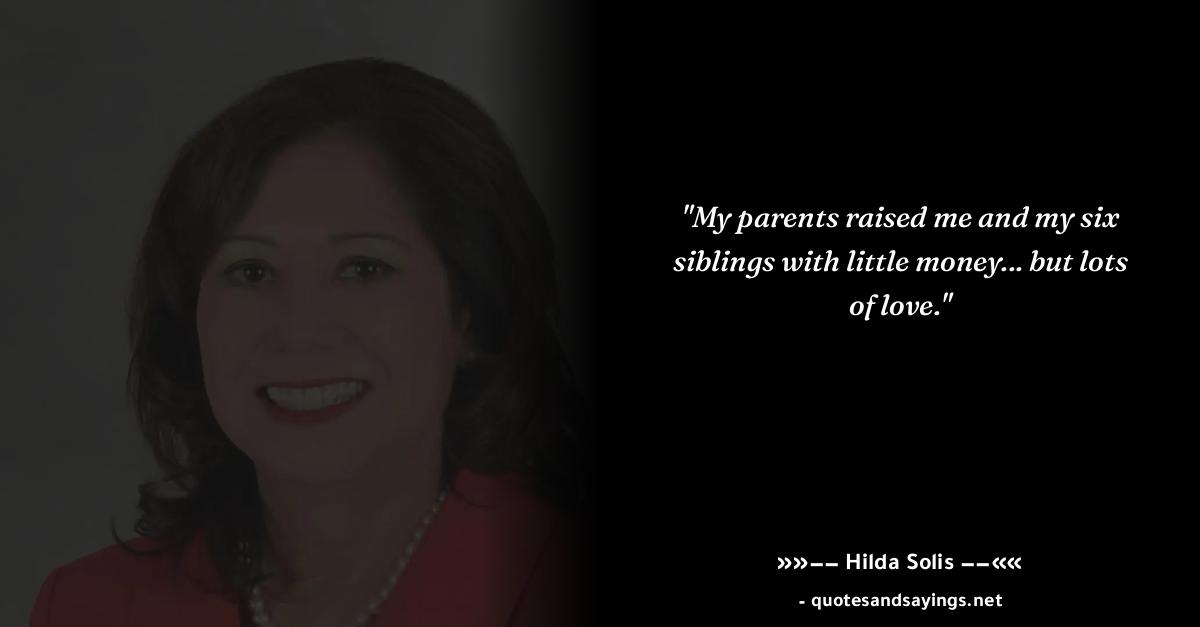 "My parents raised me and my six
siblings with little money... but lots
of love."
»»–– Hilda Solis ––««
- quotesandsayings.net